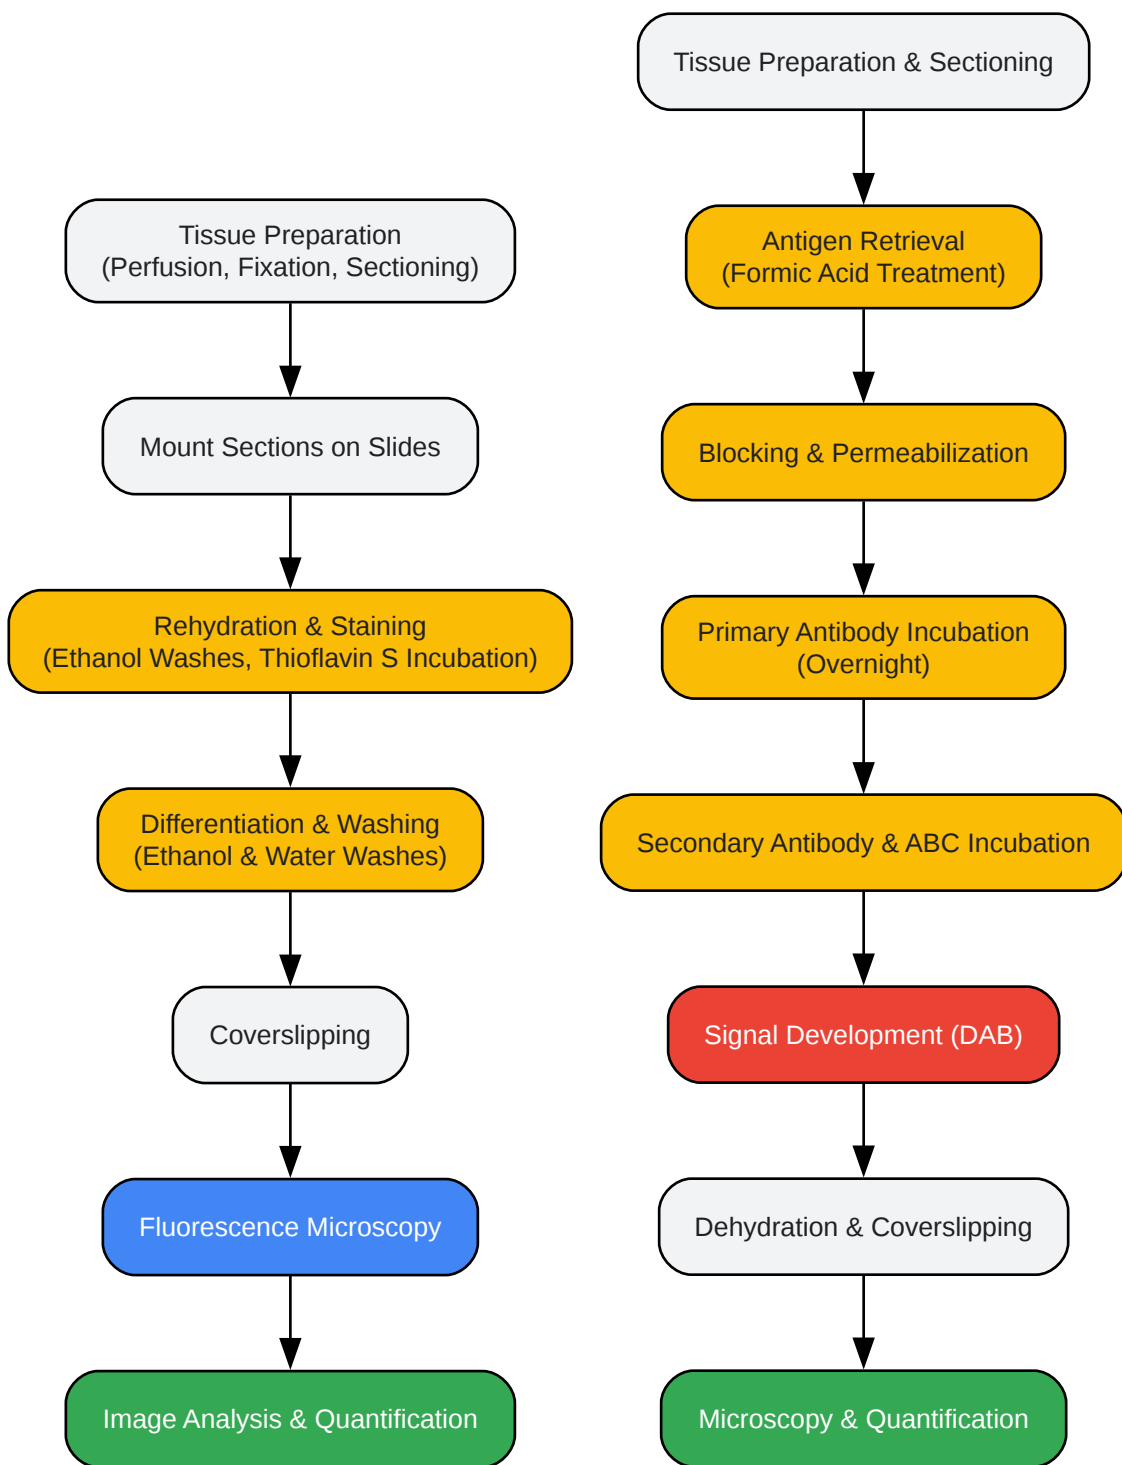 Tissue Preparation
(Perfusion, Fixation, Sectioning)
Mount Sections on Slides
Rehydration & Staining
(Ethanol Washes, Thioflavin S Incubation)
Differentiation & Washing
(Ethanol & Water Washes)
Coverslipping
Fluorescence Microscopy
Image Analysis & Quantification
Tissue Preparation & Sectioning
Antigen Retrieval
(Formic Acid Treatment)
Blocking & Permeabilization
Primary Antibody Incubation
(Overnight)
Secondary Antibody & ABC Incubation
Signal Development (DAB)
Dehydration & Coverslipping
Microscopy & Quantification